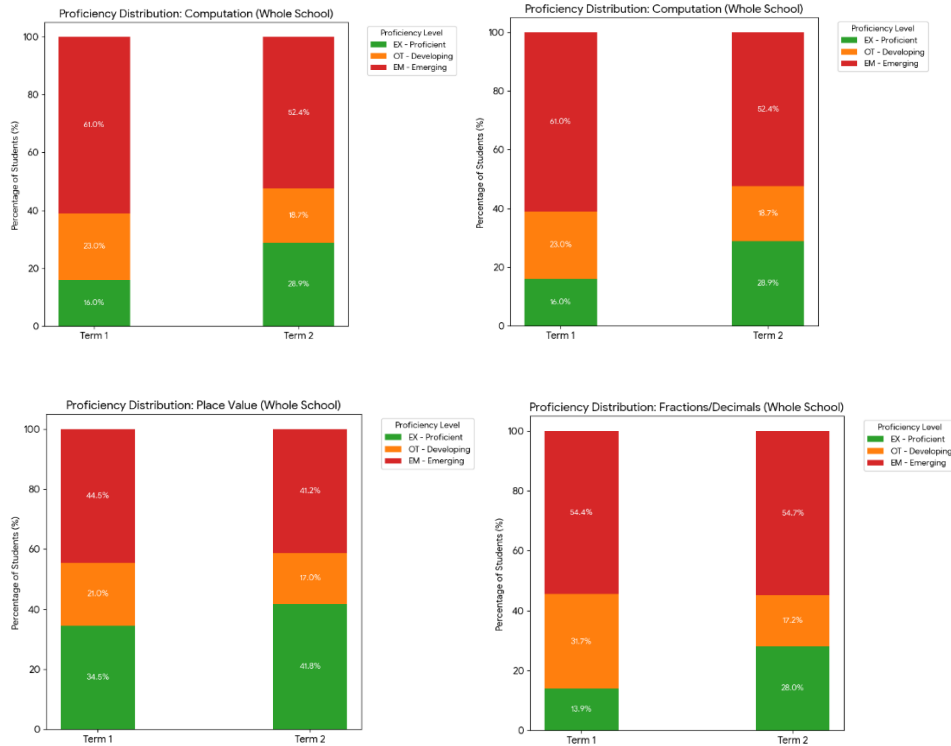 Proficiency Distribution: Computation (Whole School)
Proficiency Level
EX - Proficient
OT - Developing
EM - Emerging
Percentage of Students (%)
100
80
60
40
20
0
61.0%
23.0%
16.0%
52.4%
18.7%
28.9%
Term 1
Term 2
Proficiency Distribution: Computation (Whole School)
Proficiency Level
EX - Proficient
OT - Developing
EM - Emerging
Percentage of Students (%)
100
80
60
40
20
0
61.0%
23.0%
16.0%
52.4%
18.7%
28.9%
Term 1
Term 2
Proficiency Distribution: Place Value (Whole School)
Proficiency Level
EX - Proficient
OT - Developing
EM - Emerging
Percentage of Students (%)
100
80
60
40
20
0
44.5%
21.0%
34.5%
41.2%
17.0%
41.8%
Term 1
Term 2
Proficiency Distribution: Fractions/Decimals (Whole School)
Proficiency Level
EX - Proficient
OT - Developing
EM - Emerging
Percentage of Students (%)
100
80
60
40
20
0
54.4%
31.7%
13.9%
54.7%
17.2%
28.0%
Term 1
Term 2